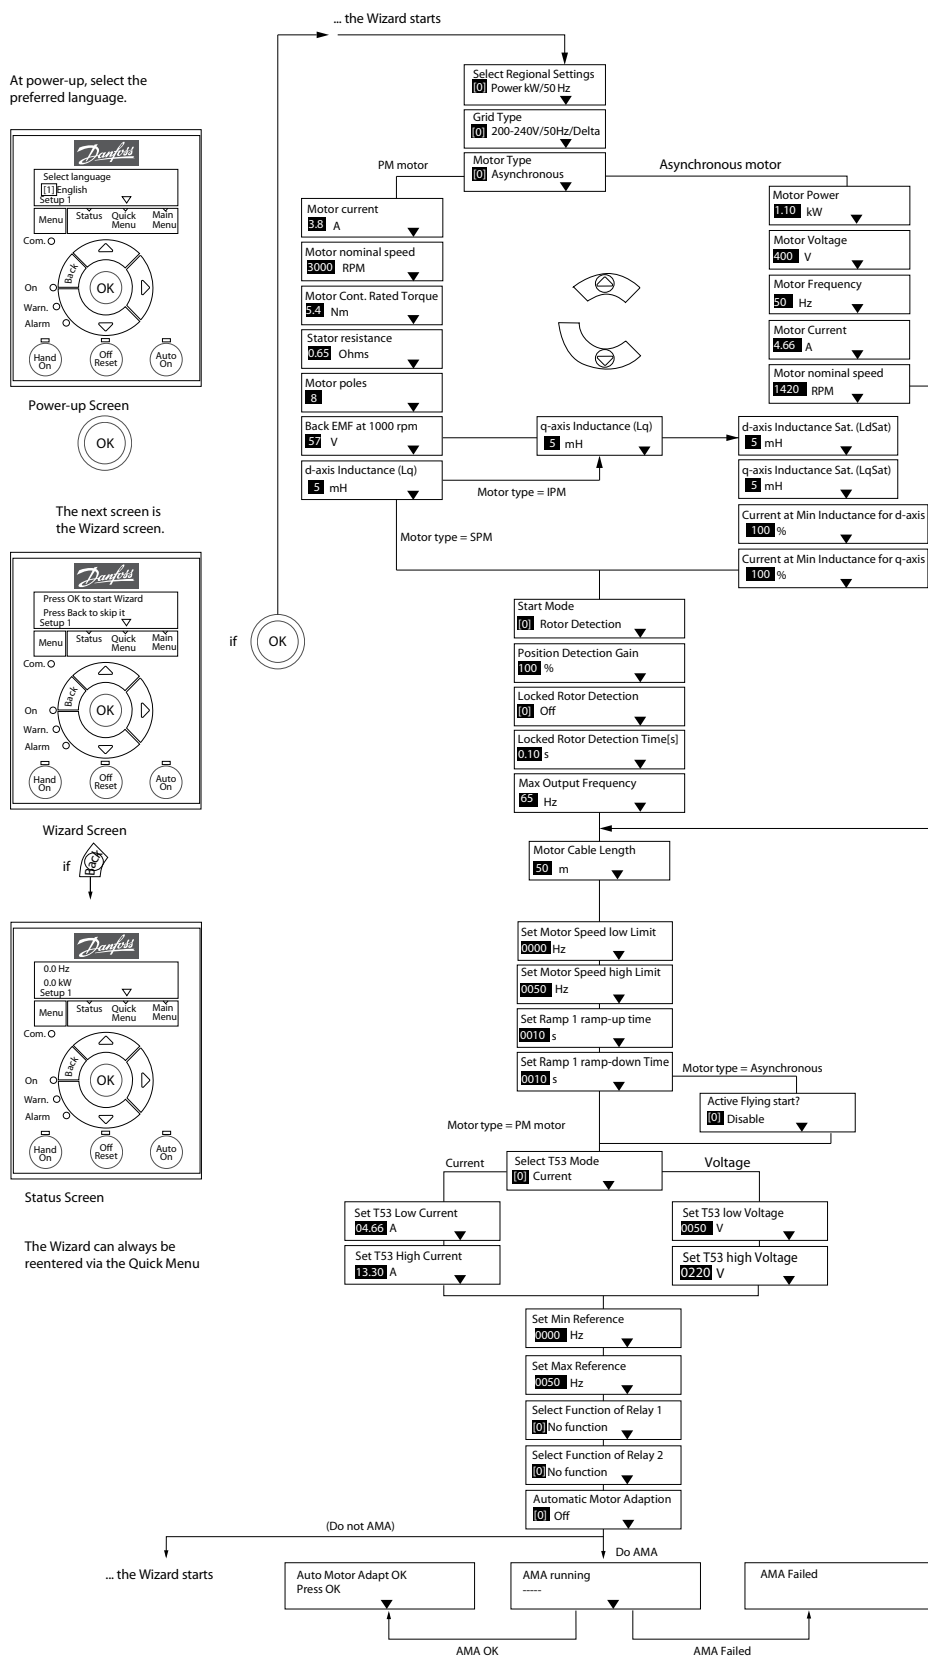 ... the Wizard starts
At power-up, select the
preferred language.
Danfoss
Select language
[1] English
Setup 1
Menu
Status
Quick
Menu
Main
Menu
Com.
Back
OK
On
Warn.
Alarm
Hand
On
Off
Reset
Auto
On
Power-up Screen
OK
The next screen is
the Wizard screen.
Danfoss
Press OK to start Wizard
Press Back to skip it
Setup 1
Menu
Status
Quick
Menu
Main
Menu
Com.
Back
OK
On
Warn.
Alarm
Hand
On
Off
Reset
Auto
On
Wizard Screen
if Back
if OK
Danfoss
0.0 Hz
0.0 kW
Setup 1
Menu
Status
Quick
Menu
Main
Menu
Com.
Back
OK
On
Warn.
Alarm
Hand
On
Off
Reset
Auto
On
Status Screen
The Wizard can always be
reentered via the Quick Menu
Select Regional Settings
[0] Power kW/50 Hz
Grid Type
[0] 200-240V/50Hz/Delta
Motor Type
[0] Asynchronous
PM motor
Asynchronous motor
Motor current
3.8 A
Motor nominal speed
3000 RPM
Motor Cont. Rated Torque
5.4 Nm
Stator resistance
0.65 Ohms
Motor poles
8
Back EMF at 1000 rpm
57 V
d-axis Inductance (Lq)
5 mH
Motor Power
1.10 kW
Motor Voltage
400 V
Motor Frequency
50 Hz
Motor Current
4.66 A
Motor nominal speed
1420 RPM
q-axis Inductance (Lq)
5 mH
Motor type = IPM
Motor type = SPM
d-axis Inductance Sat. (LdSat)
5 mH
q-axis Inductance Sat. (LqSat)
5 mH
Current at Min Inductance for d-axis
100 %
Current at Min Inductance for q-axis
100 %
Start Mode
[0] Rotor Detection
Position Detection Gain
100 %
Locked Rotor Detection
[0] Off
Locked Rotor Detection Time[s]
0.10 s
Max Output Frequency
65 Hz
Motor Cable Length
50 m
Set Motor Speed low Limit
0000 Hz
Set Motor Speed high Limit
0050 Hz
Set Ramp 1 ramp-up time
0010 s
Set Ramp 1 ramp-down Time
0010 s
Motor type = Asynchronous
Active Flying start?
[0] Disable
Motor type = PM motor
Current
Select T53 Mode
[0] Current
Voltage
Set T53 Low Current
04.66 A
Set T53 High Current
13.30 A
Set T53 low Voltage
0050 V
Set T53 high Voltage
0220 V
Set Min Reference
0000 Hz
Set Max Reference
0050 Hz
Select Function of Relay 1
[0] No function
Select Function of Relay 2
[0] No function
Automatic Motor Adaption
[0] Off
(Do not AMA)
Do AMA
... the Wizard starts
Auto Motor Adapt OK
Press OK
AMA running
-----
AMA Failed
AMA OK
AMA Failed